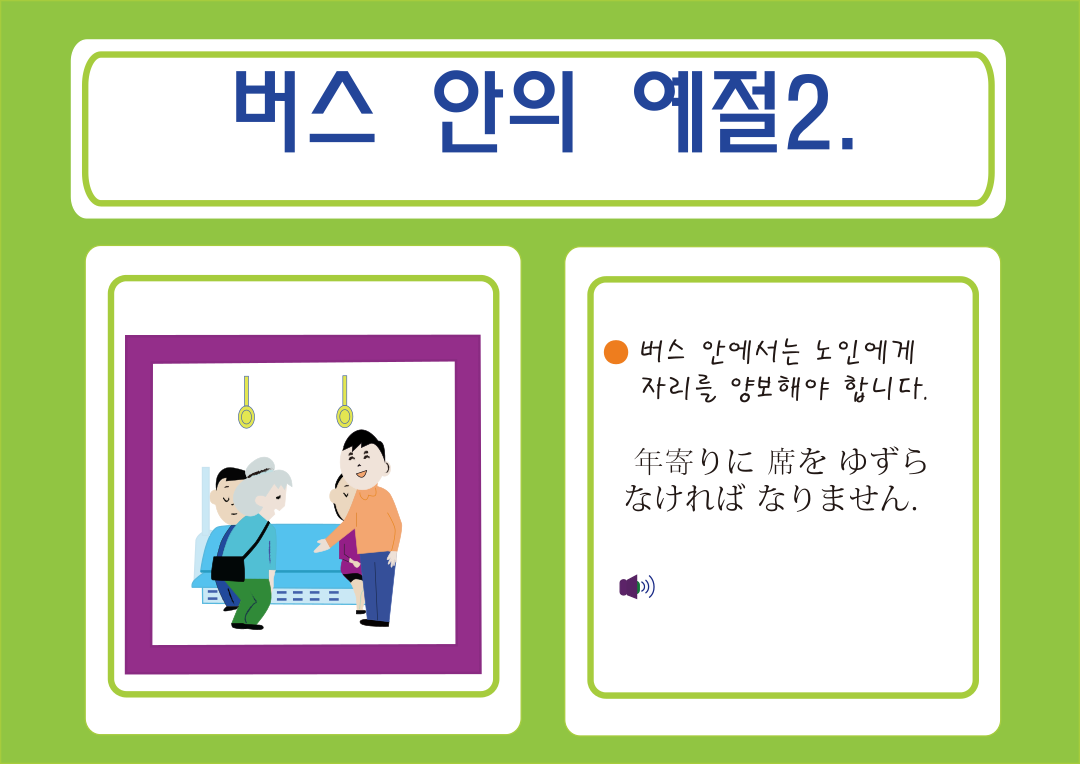 버스 안의 예절2.
버스 안에서는 노인에게
자리를 양보해야 합니다.
年寄りに 席を ゆずら
なければ なりません.